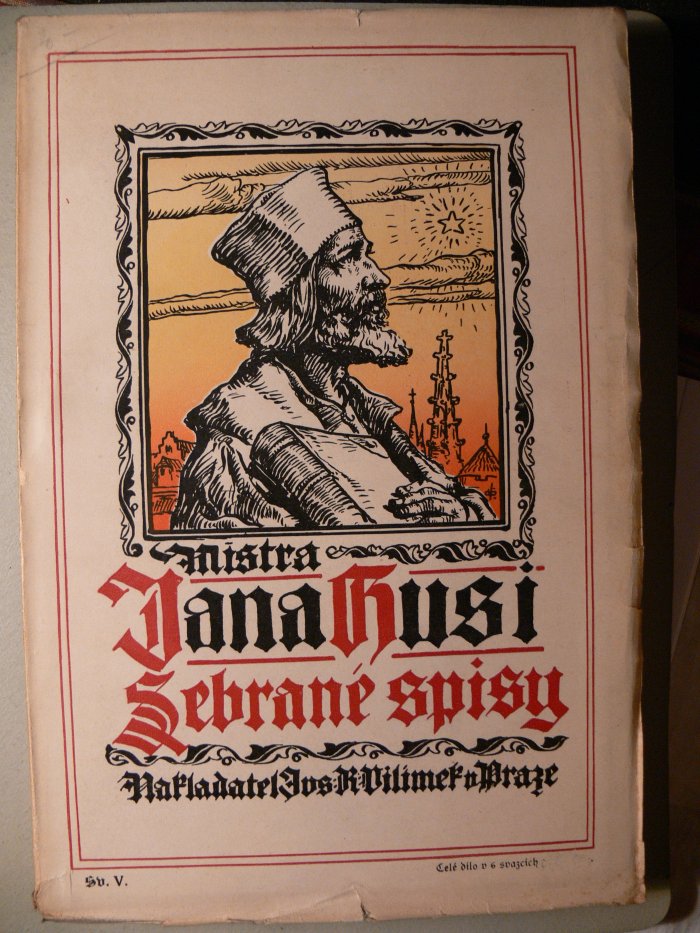 Mistra
Jana Husi
Sebrané spisy
Nakladatel Jos. R. Vilímek v Praze
Sv. V.
Celé dílo v 6 svazcích